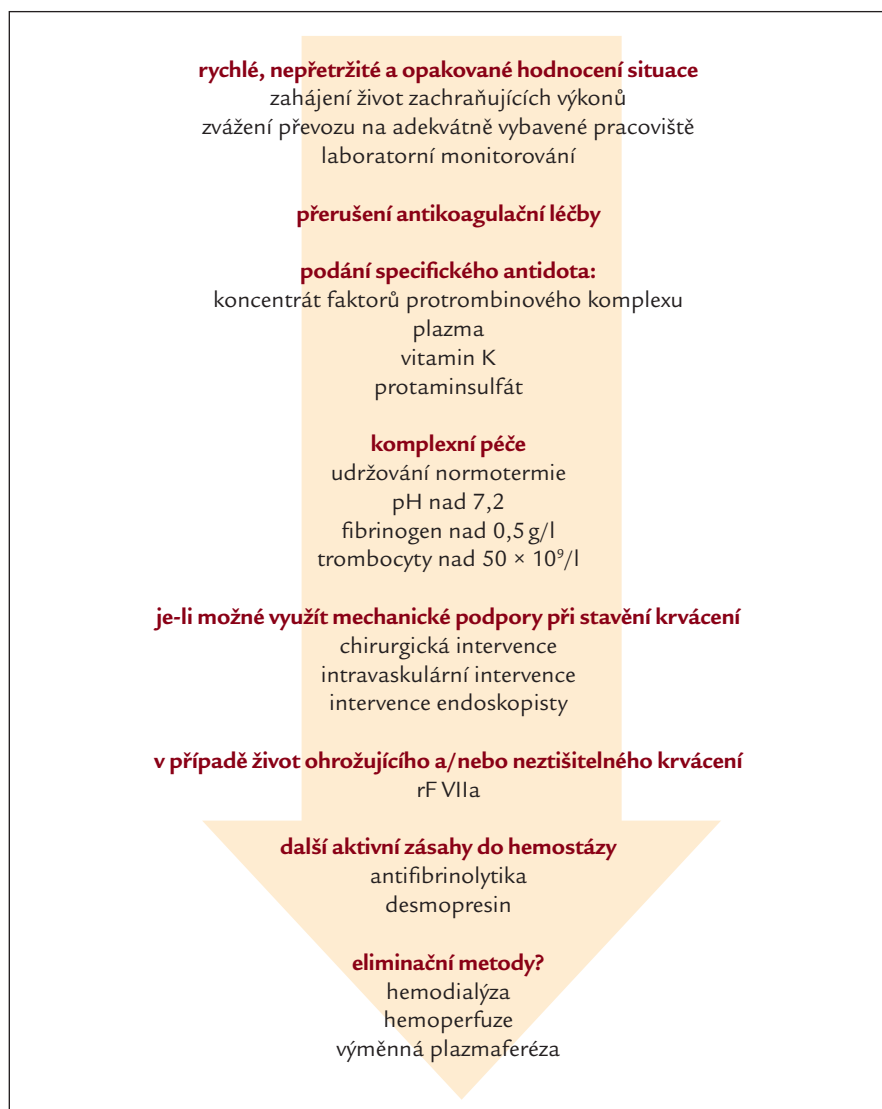 rychlé, nepřetržité a opakované hodnocení situace
zahájení život zachraňujících výkonů
zvážení převozu na adekvátně vybavené pracoviště
laboratorní monitorování
přerušení antikoagulační léčby
podání specifického antidota:
koncentrát faktorů protrombinového komplexu
plazma
vitamin K
protaminsulfát
komplexní péče
udržování normotermie
pH nad 7,2
fibrinogen nad 0,5 g/l
trombocyty nad 50 × 10⁹/l
je-li možné využít mechanické podpory při stavění krvácení
chirurgická intervence
intravaskulární intervence
intervence endoskopisty
v případě život ohrožujícího a/nebo neztišitelného krvácení
rF VIIa
další aktivní zásahy do hemostázy
antifibrinolytika
desmopresin
eliminační metody?
hemodialýza
hemoperfuze
výměnná plazmaferéza